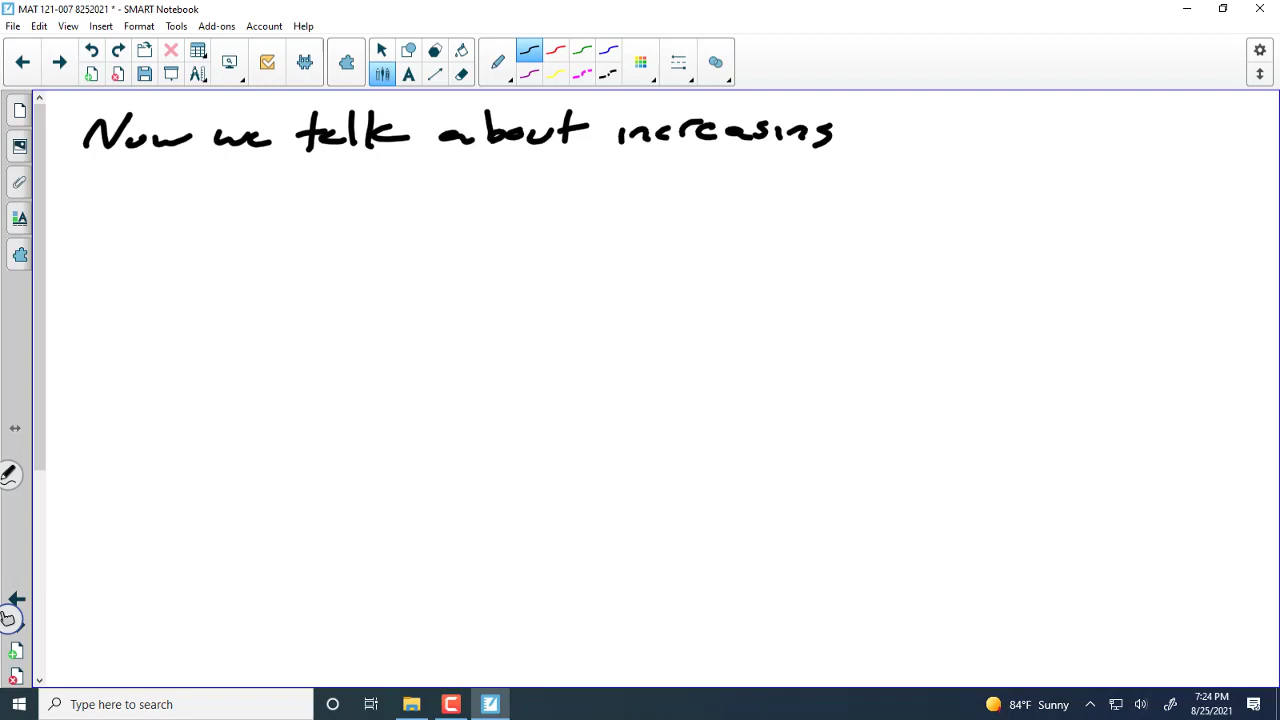 MAT 121-007 8252021 * - SMART Notebook
File Edit View Insert Format Tools Add-ons Account Help
Now we talk about increasing
Type here to search
84°F Sunny
7:24 PM
8/25/2021